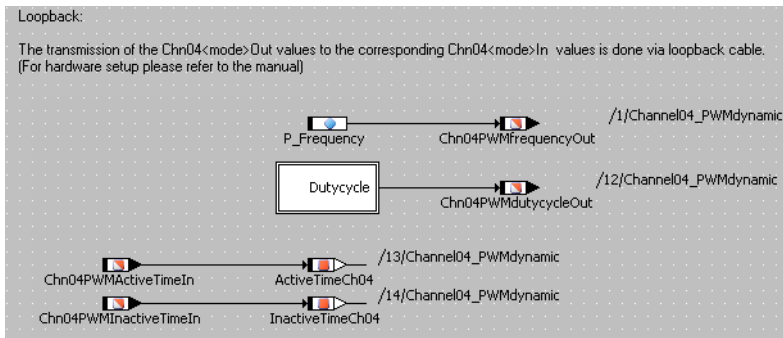 Loopback:
The transmission of the Chn04<mode>Out values to the corresponding Chn04<mode>In values is done via loopback cable.
(For hardware setup please refer to the manual)
/1/Channel04_PWMdynamic
P_Frequency
Chn04PWMfrequencyOut
Dutycycle
/12/Channel04_PWMdynamic
Chn04PWMdutycycleOut
/13/Channel04_PWMdynamic
Chn04PWMActiveTimeIn
ActiveTimeCh04
/14/Channel04_PWMdynamic
Chn04PWMInactiveTimeIn
InactiveTimeCh04